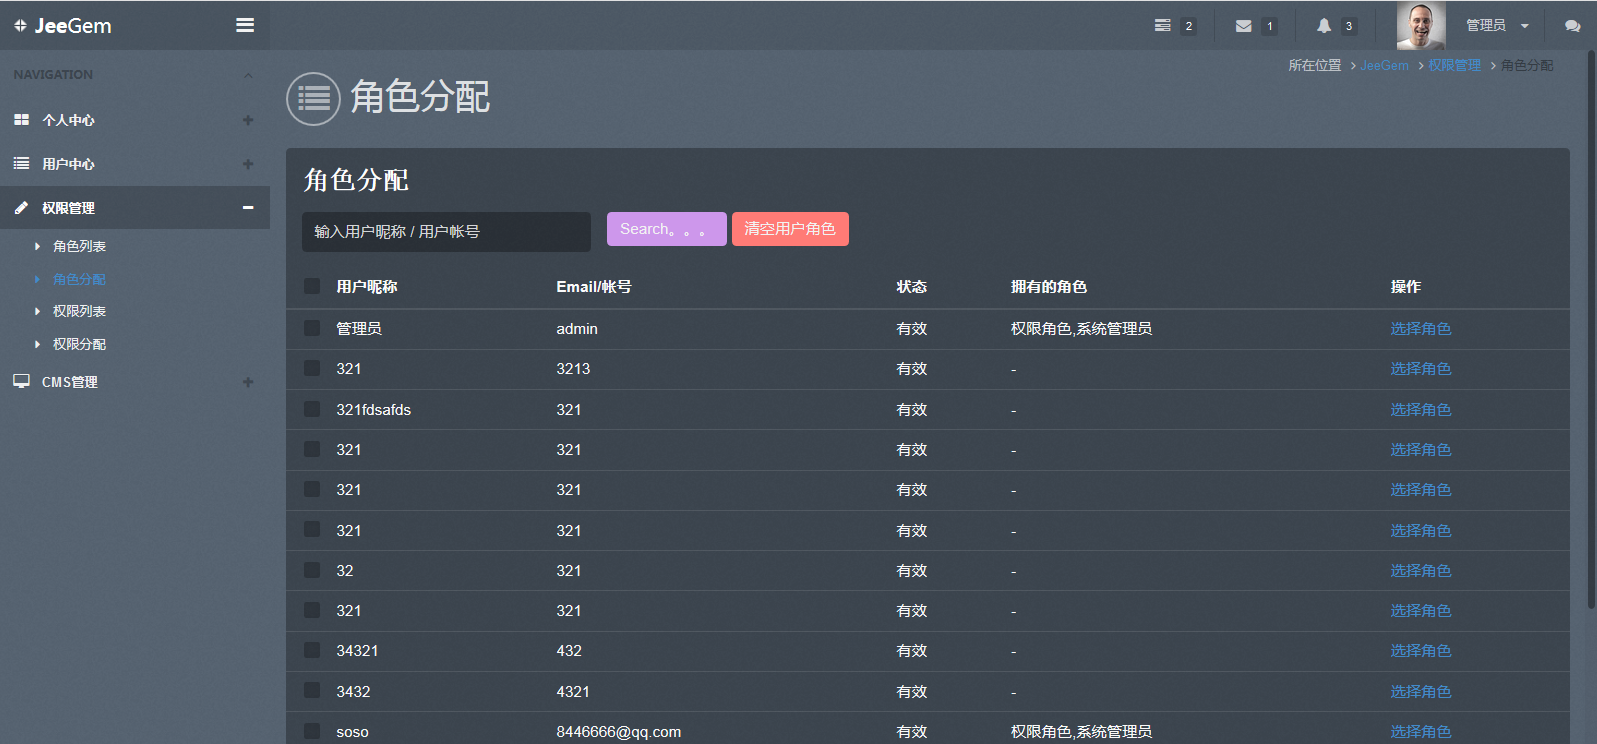 JeeGem
2
1
3
管理员
NAVIGATION
个人中心
用户中心
权限管理
角色列表
角色分配
权限列表
权限分配
CMS管理
所在位置 JeeGem 权限管理 角色分配
角色分配
角色分配
输入用户昵称 / 用户帐号 Search。。。 清空用户角色
用户昵称 Email/帐号 状态 拥有的角色 操作
管理员 admin 有效 权限角色,系统管理员 选择角色
321 3213 有效 - 选择角色
321fdsafds 321 有效 - 选择角色
321 321 有效 - 选择角色
321 321 有效 - 选择角色
321 321 有效 - 选择角色
32 321 有效 - 选择角色
321 321 有效 - 选择角色
34321 432 有效 - 选择角色
3432 4321 有效 - 选择角色
soso 8446666@qq.com 有效 权限角色,系统管理员 选择角色